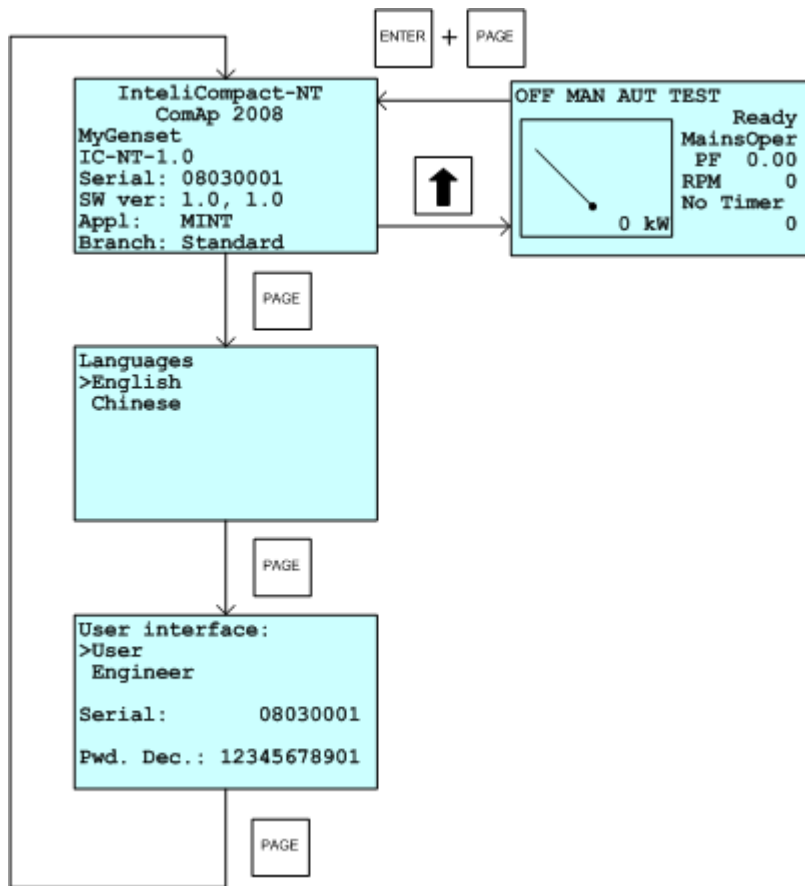 ENTER + PAGE
InteliCompact-NT
ComAp 2008
MyGenset
IC-NT-1.0
Serial: 08030001
SW ver: 1.0, 1.0
Appl: MINT
Branch: Standard
OFF MAN AUT TEST
Ready
MainsOper
PF 0.00
RPM 0
No Timer
0 kW 0
PAGE
Languages
>English
Chinese
PAGE
User interface:
>User
Engineer
Serial: 08030001
Pwd. Dec.: 12345678901
PAGE